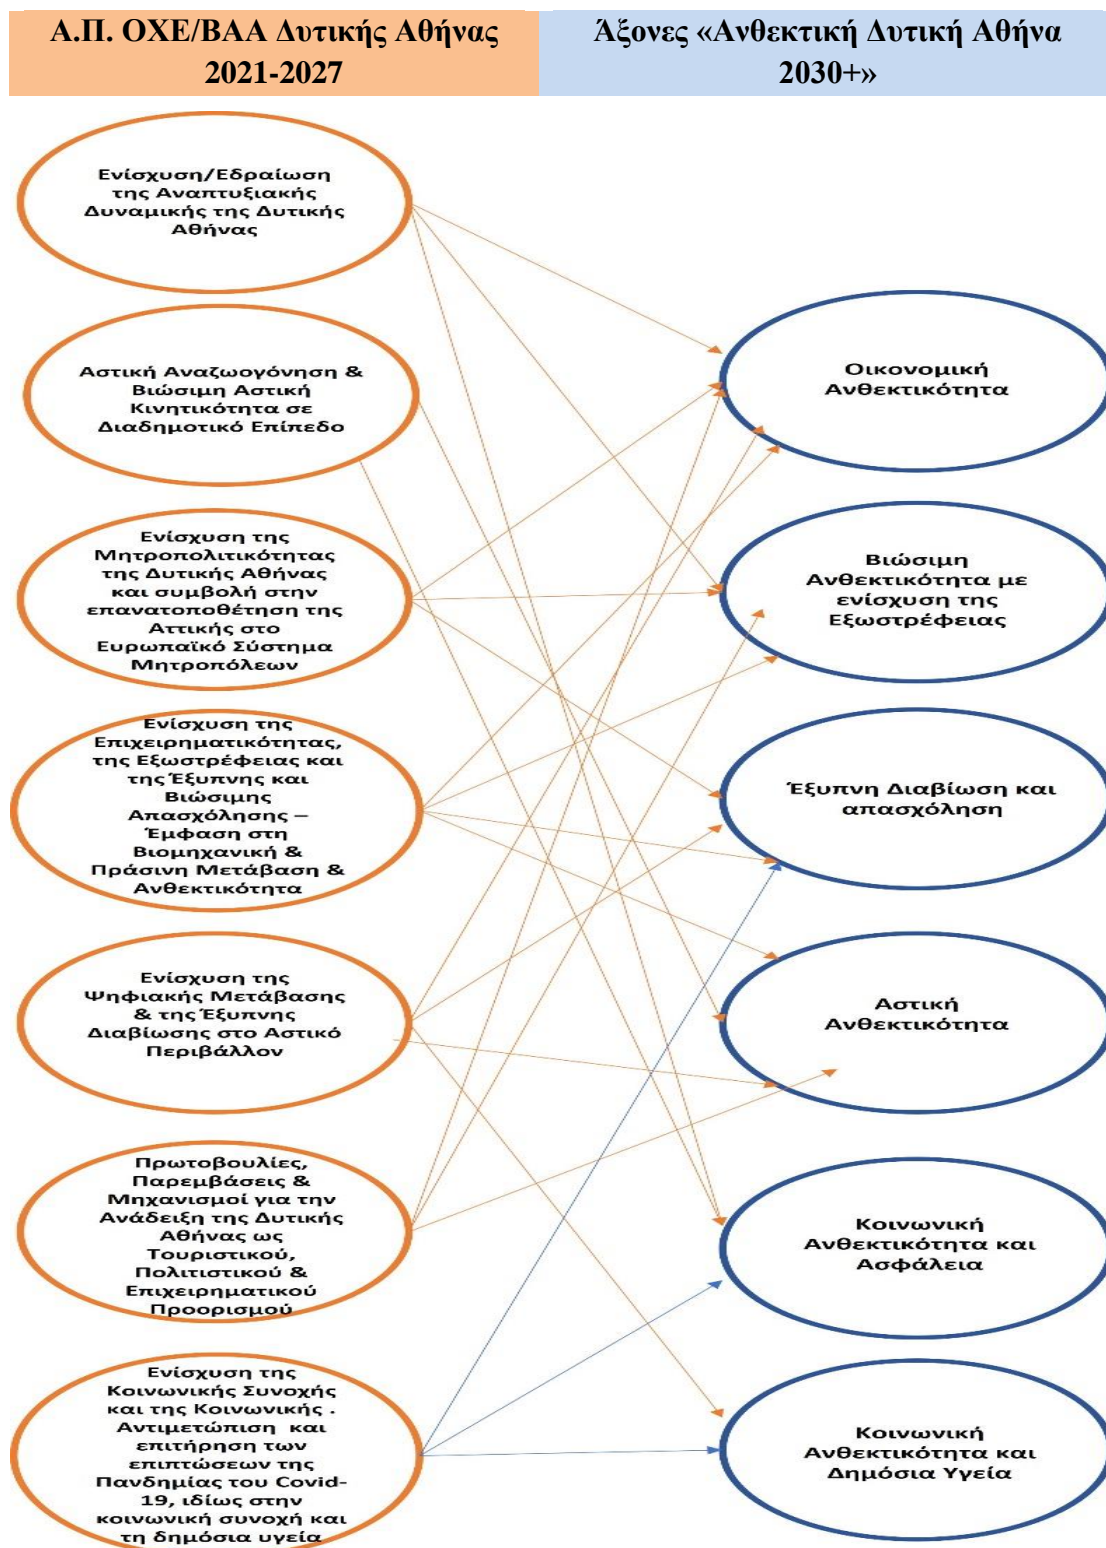 Α.Π. ΟΧΕ/ΒΑΑ Δυτικής Αθήνας
2021-2027
Άξονες «Ανθεκτική Δυτική Αθήνα
2030+»
Ενίσχυση/Εδραίωση
της Αναπτυξιακής
Δυναμικής της Δυτικής
Αθήνας
Αστική Αναζωογόνηση &
Βιώσιμη Αστική
Κινητικότητα σε
Διαδημοτικό Επίπεδο
Ενίσχυση της
Μητροπολιτικότητας
της Δυτικής Αθήνας
και συμβολή στην
επανατοποθέτηση της
Αττικής στο
Ευρωπαϊκό Σύστημα
Μητροπόλεων
Ενίσχυση της
Επιχειρηματικότητας,
της Εξωστρέφειας και
της Έξυπνης και
Βιώσιμης
Απασχόλησης –
Έμφαση στη
Βιομηχανική &
Πράσινη Μετάβαση &
Ανθεκτικότητα
Ενίσχυση της
Ψηφιακής Μετάβασης
& της Έξυπνης
Διαβίωσης στο Αστικό
Περιβάλλον
Πρωτοβουλίες,
Παρεμβάσεις &
Μηχανισμοί για την
Ανάδειξη της Δυτικής
Αθήνας ως
Τουριστικού,
Πολιτιστικού &
Επιχειρηματικού
Προορισμού
Ενίσχυση της
Κοινωνικής Συνοχής
και της Κοινωνικής .
Αντιμετώπιση και
επιτήρηση των
επιπτώσεων της
Πανδημίας του Covid-
19, ιδίως στην
κοινωνική συνοχή και
τη δημόσια υγεία
Οικονομική
Ανθεκτικότητα
Βιώσιμη
Ανθεκτικότητα με
ενίσχυση της
Εξωστρέφειας
Έξυπνη Διαβίωση και
απασχόληση
Αστική
Ανθεκτικότητα
Κοινωνική
Ανθεκτικότητα και
Ασφάλεια
Κοινωνική
Ανθεκτικότητα και
Δημόσια Υγεία